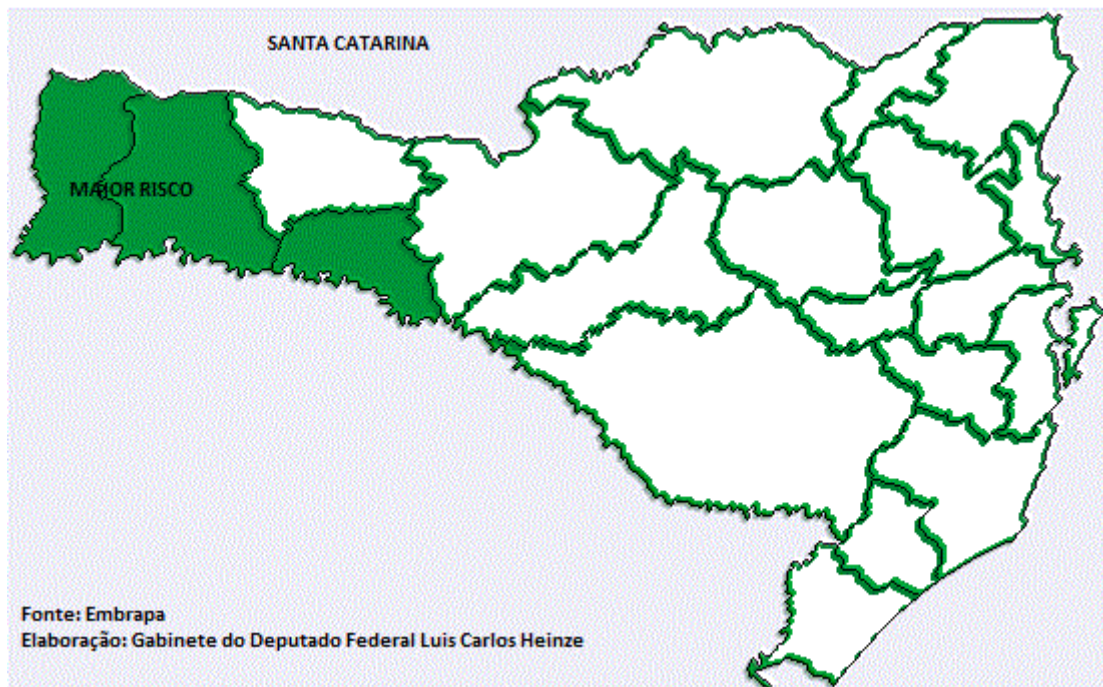 SANTA CATARINA
MAIOR RISCO
Fonte: Embrapa
Elaboração: Gabinete do Deputado Federal Luis Carlos Heinze